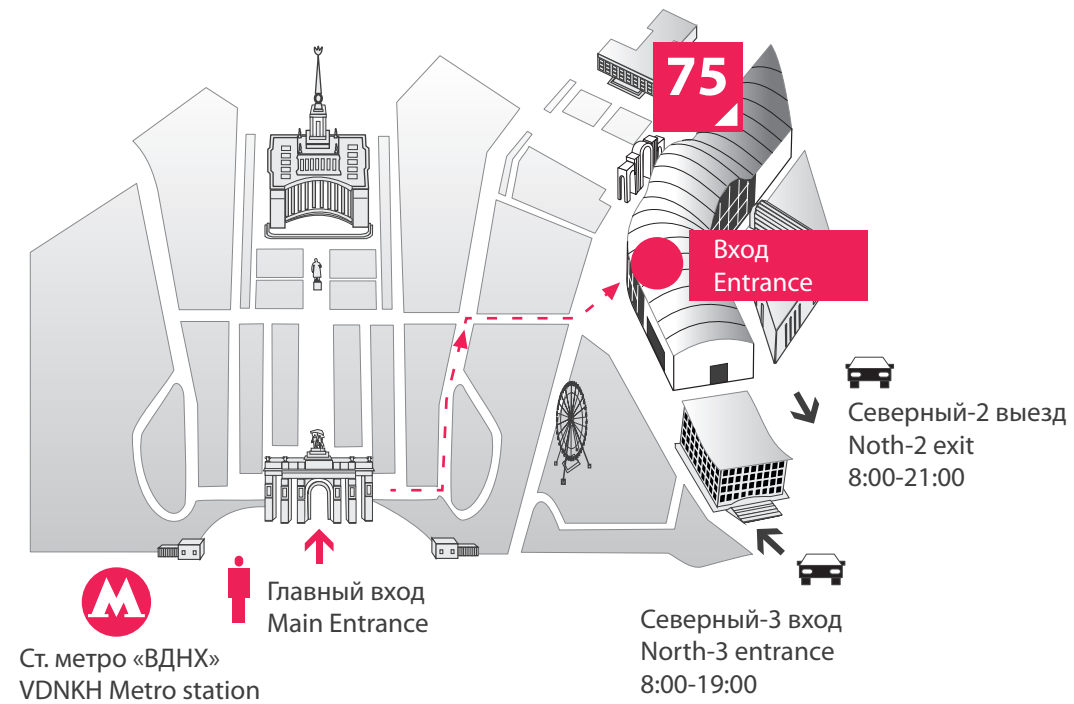 75
Вход
Entrance
Северный-2 выезд
Noth-2 exit
8:00-21:00
Главный вход
Main Entrance
Северный-3 вход
North-3 entrance
8:00-19:00
М
Ст. метро «ВДНХ»
VDNKH Metro station